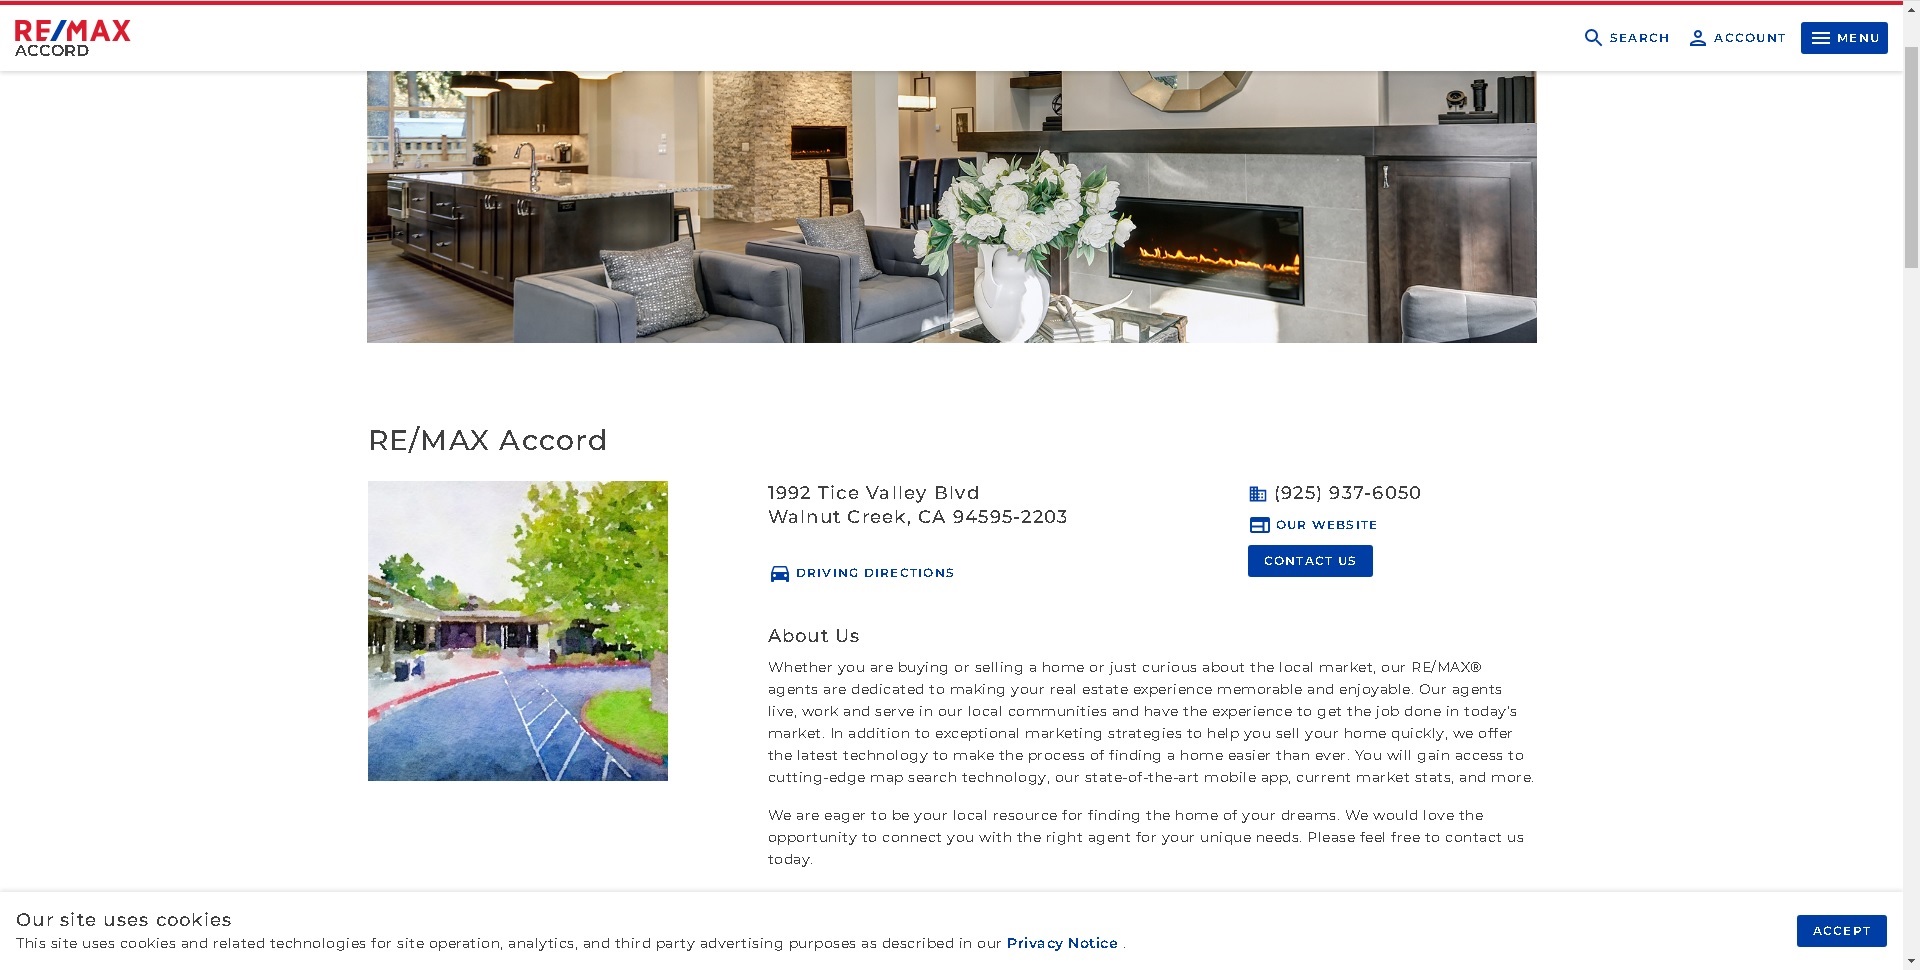 RE/MAX
ACCORD
SEARCH
ACCOUNT
MENU
RE/MAX Accord
1992 Tice Valley Blvd
Walnut Creek, CA 94595-2203
DRIVING DIRECTIONS
(925) 937-6050
OUR WEBSITE
CONTACT US
About Us
Whether you are buying or selling a home or just curious about the local market, our RE/MAX®
agents are dedicated to making your real estate experience memorable and enjoyable. Our agents
live, work and serve in our local communities and have the experience to get the job done in today's
market. In addition to exceptional marketing strategies to help you sell your home quickly, we offer
the latest technology to make the process of finding a home easier than ever. You will gain access to
cutting-edge map search technology, our state-of-the-art mobile app, current market stats, and more.
We are eager to be your local resource for finding the home of your dreams. We would love the
opportunity to connect you with the right agent for your unique needs. Please feel free to contact us
today.
Our site uses cookies
This site uses cookies and related technologies for site operation, analytics, and third party advertising purposes as described in our Privacy Notice .
ACCEPT